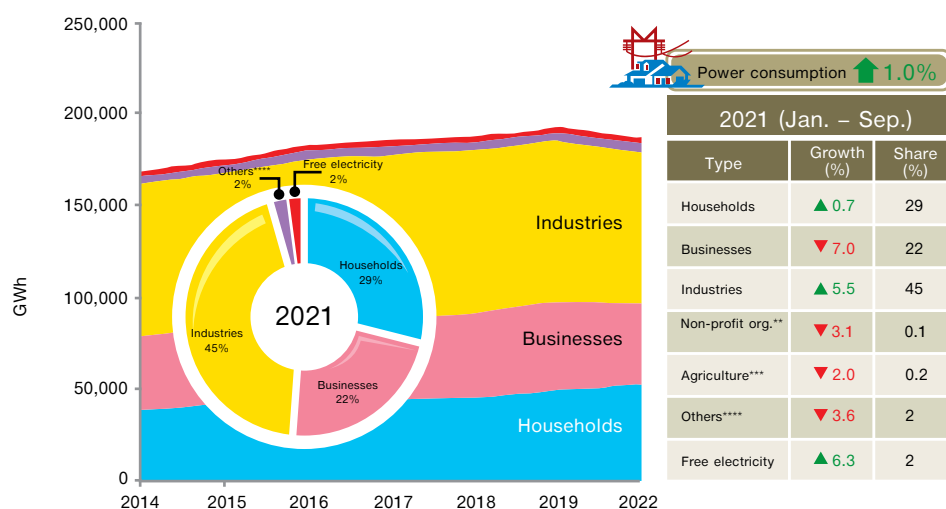 250,000
200,000
150,000
100,000
50,000
0
GWh
2014
2015
2016
2017
2018
2019
2022
Industries
Businesses
Households
Others****
2%
Free electricity
2%
Households
29%
Industries
45%
2021
Businesses
22%
Power consumption 1.0%
2021 (Jan. – Sep.)
Type Growth (%) Share (%)
Households ▲ 0.7 29
Businesses ▼ 7.0 22
Industries ▲ 5.5 45
Non-profit org.** ▼ 3.1 0.1
Agriculture*** ▼ 2.0 0.2
Others**** ▼ 3.6 2
Free electricity ▲ 6.3 2